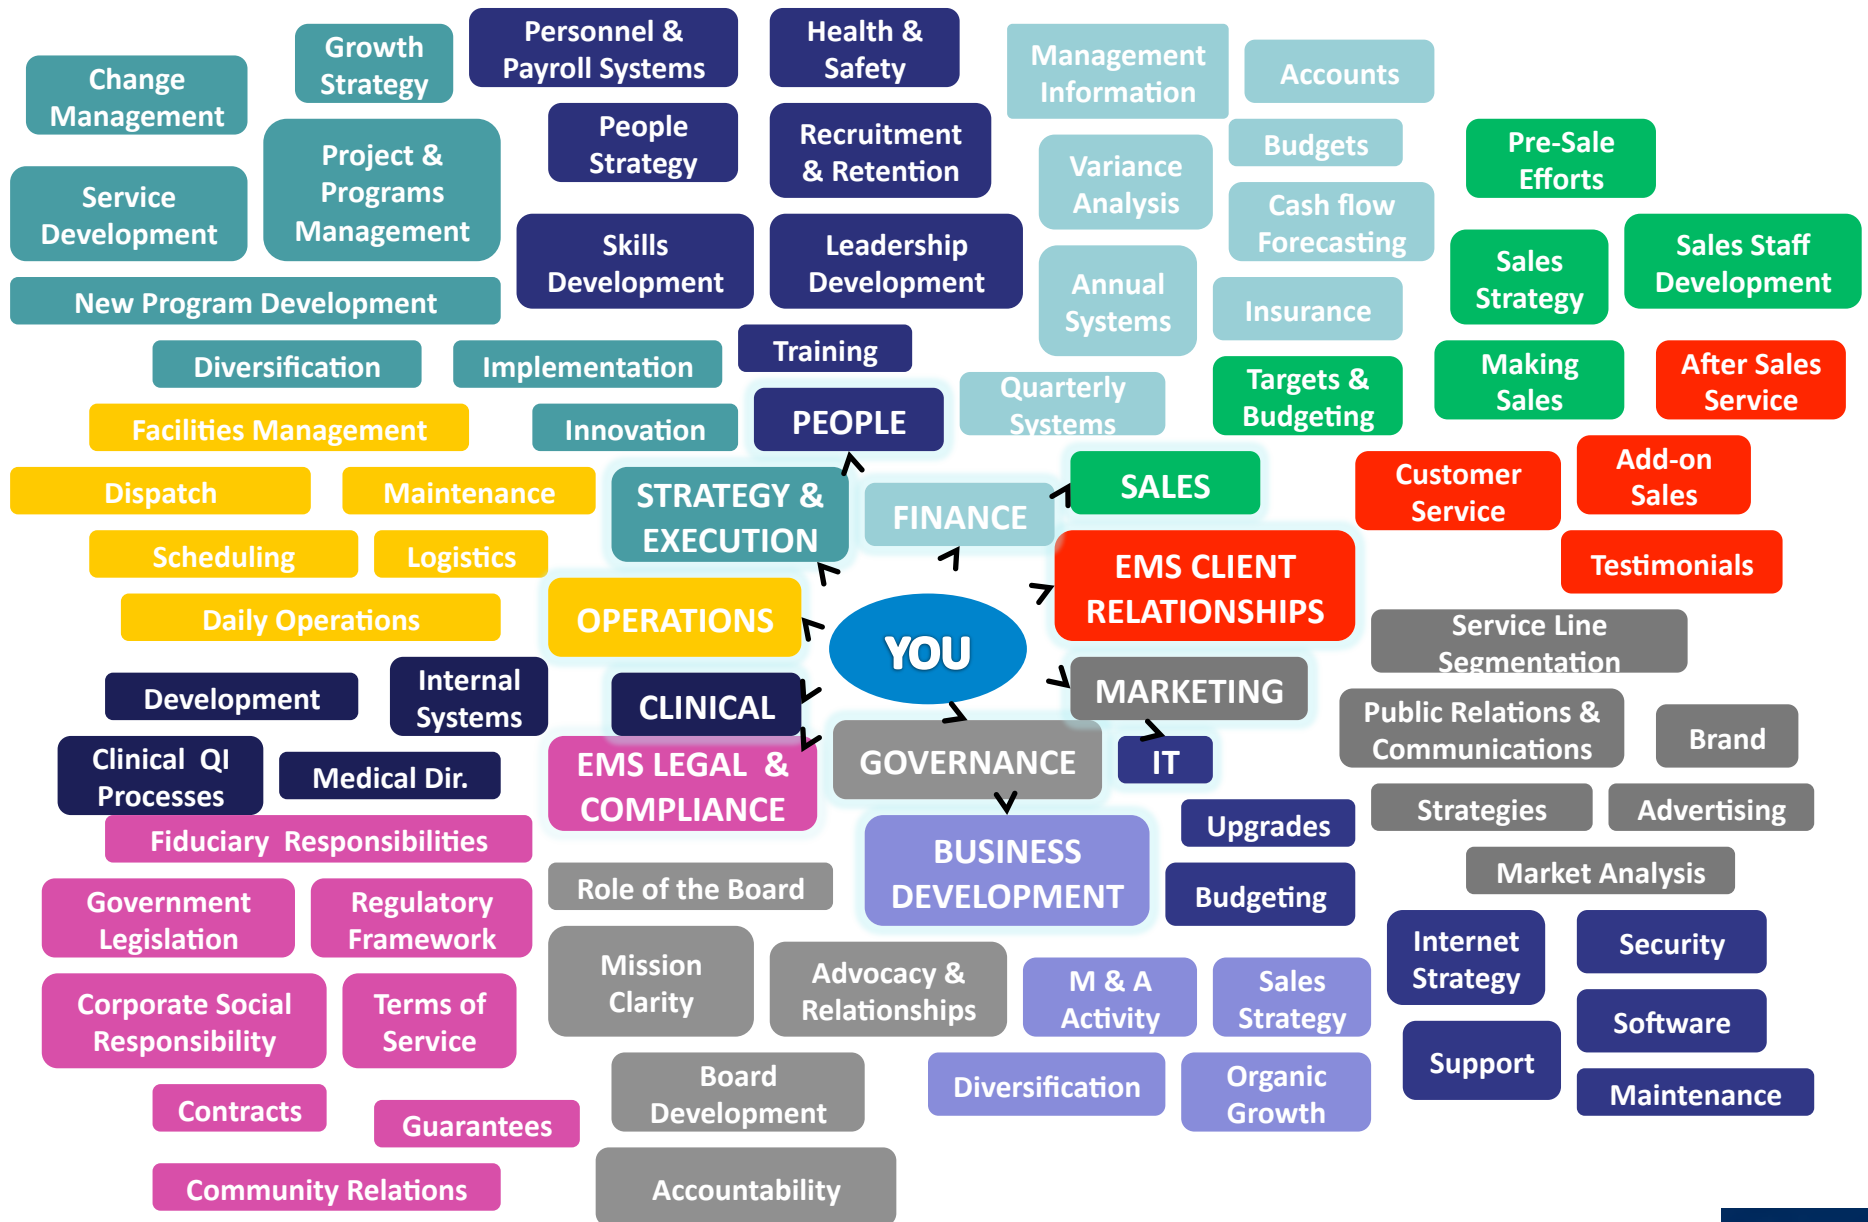 Change
Management
Growth
Strategy
Personnel &
Payroll Systems
Health &
Safety
Management
Information
Accounts
Service
Development
Project &
Programs
Management
People
Strategy
Recruitment
& Retention
Variance
Analysis
Budgets
Cash flow
Forecasting
Pre-Sale
Efforts
New Program Development
Skills
Development
Leadership
Development
Annual
Systems
Insurance
Sales
Strategy
Sales Staff
Development
Diversification
Implementation
Training
Quarterly
Systems
Targets &
Budgeting
Making
Sales
After Sales
Service
Facilities Management
Innovation
PEOPLE
Dispatch
Maintenance
STRATEGY &
EXECUTION
FINANCE
SALES
Customer
Service
Add-on
Sales
Scheduling
Logistics
EMS CLIENT
RELATIONSHIPS
Testimonials
Daily Operations
OPERATIONS
YOU
Service Line
Segmentation
Development
Internal
Systems
CLINICAL
MARKETING
Public Relations &
Communications
Brand
Clinical QI
Processes
Medical Dir.
EMS LEGAL &
COMPLIANCE
GOVERNANCE
IT
Strategies
Advertising
Fiduciary Responsibilities
BUSINESS
DEVELOPMENT
Upgrades
Market Analysis
Government
Legislation
Regulatory
Framework
Role of the Board
Budgeting
Internet
Strategy
Security
Corporate Social
Responsibility
Terms of
Service
Mission
Clarity
Advocacy &
Relationships
M & A
Activity
Sales
Strategy
Software
Support
Contracts
Guarantees
Board
Development
Diversification
Organic
Growth
Maintenance
Community Relations
Accountability